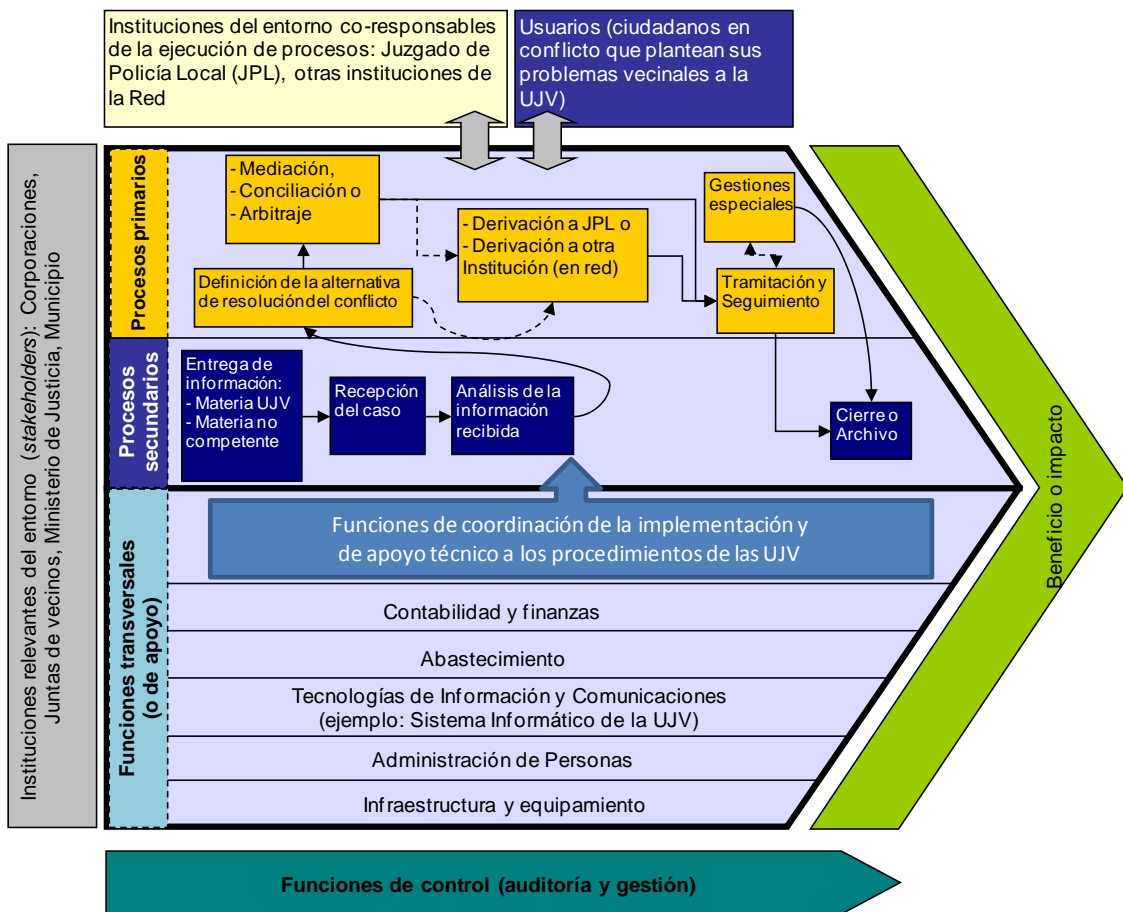 Instituciones del entorno co-responsables
de la ejecución de procesos: Juzgado de
Policía Local (JPL), otras instituciones de
la Red
Usuarios (ciudadanos en
conflicto que plantean sus
problemas vecinales a la
UJV)
Instituciones relevantes del entorno (stakeholders): Corporaciones,
Juntas de vecinos, Ministerio de Justicia, Municipio
Procesos primarios
- Mediación,
- Conciliación o
- Arbitraje
Gestiones
especiales
- Derivación a JPL o
- Derivación a otra
Institución (en red)
Definición de la alternativa
de resolución del conflicto
Tramitación y
Seguimiento
Procesos
secundarios
Entrega de
información:
- Materia UJV
- Materia no
competente
Recepción
del caso
Análisis de la
información
recibida
Cierre o
Archivo
Funciones transversales
(o de apoyo)
Funciones de coordinación de la implementación y
de apoyo técnico a los procedimientos de las UJV
Contabilidad y finanzas
Abastecimiento
Tecnologías de Información y Comunicaciones
(ejemplo: Sistema Informático de la UJV)
Administración de Personas
Infraestructura y equipamiento
Beneficio o impacto
Funciones de control (auditoría y gestión)